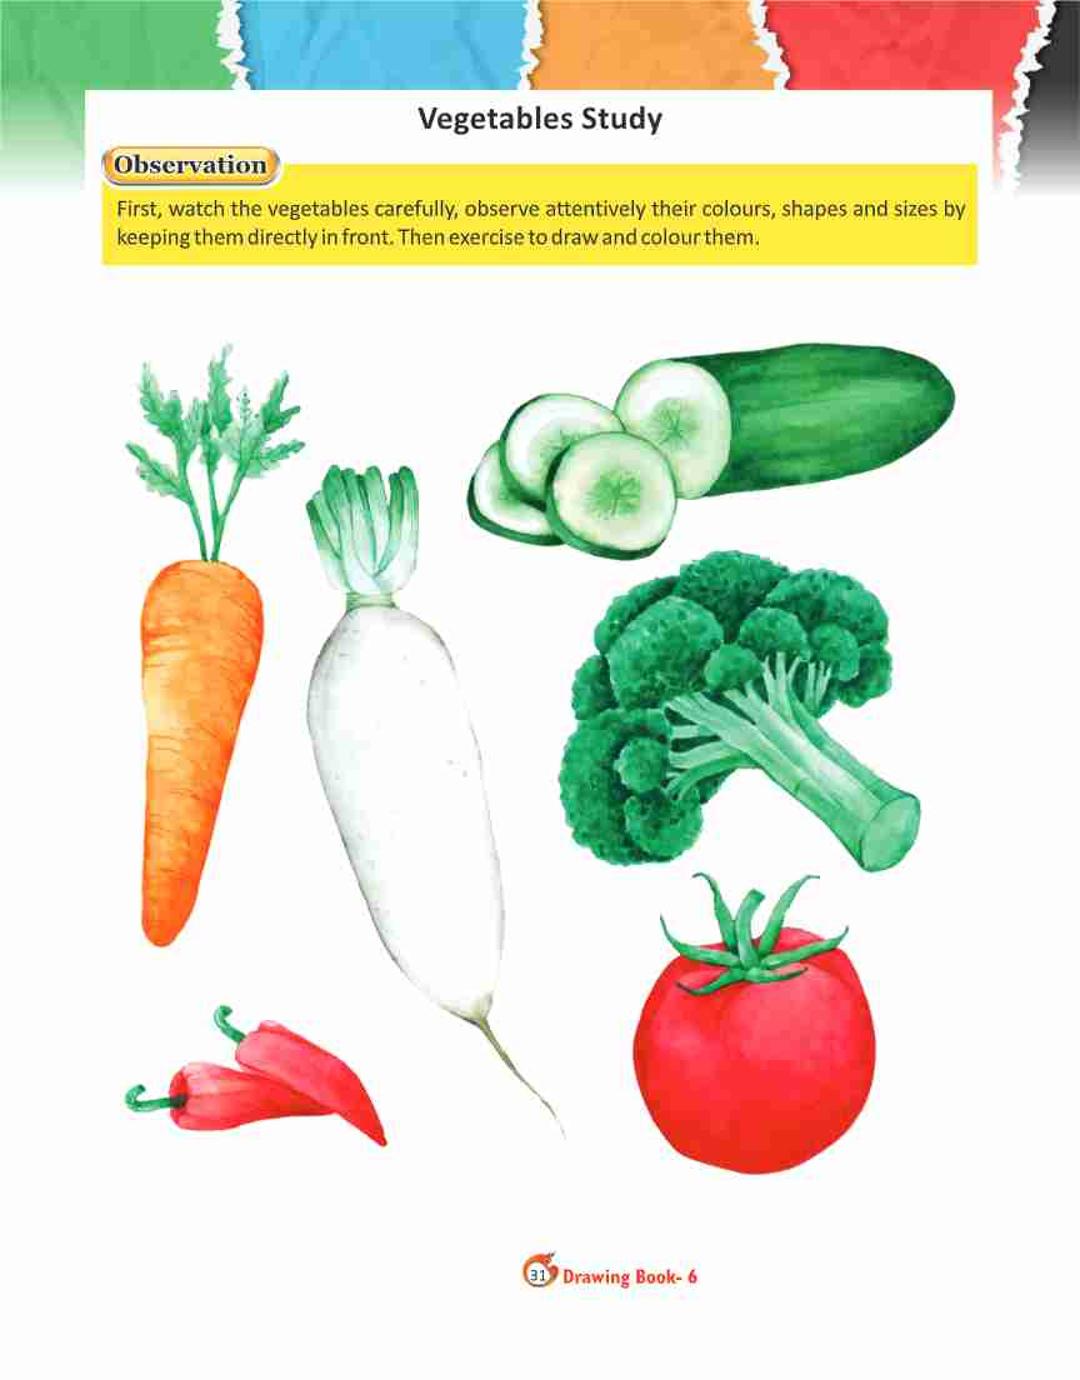 Vegetables Study
Observation
First, watch the vegetables carefully, observe attentively their colours, shapes and sizes by
keeping them directly in front. Then exercise to draw and colour them.
31 Drawing Book- 6